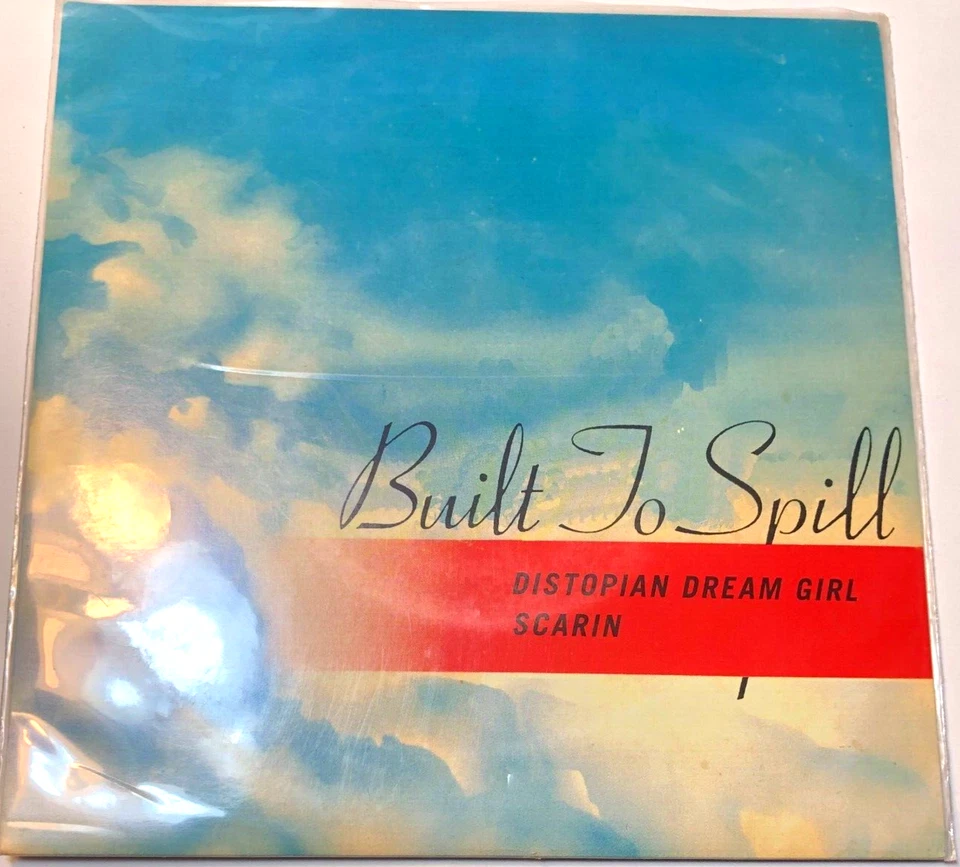 Built To Spill
DISTOPIAN DREAM GIRL
SCARIN